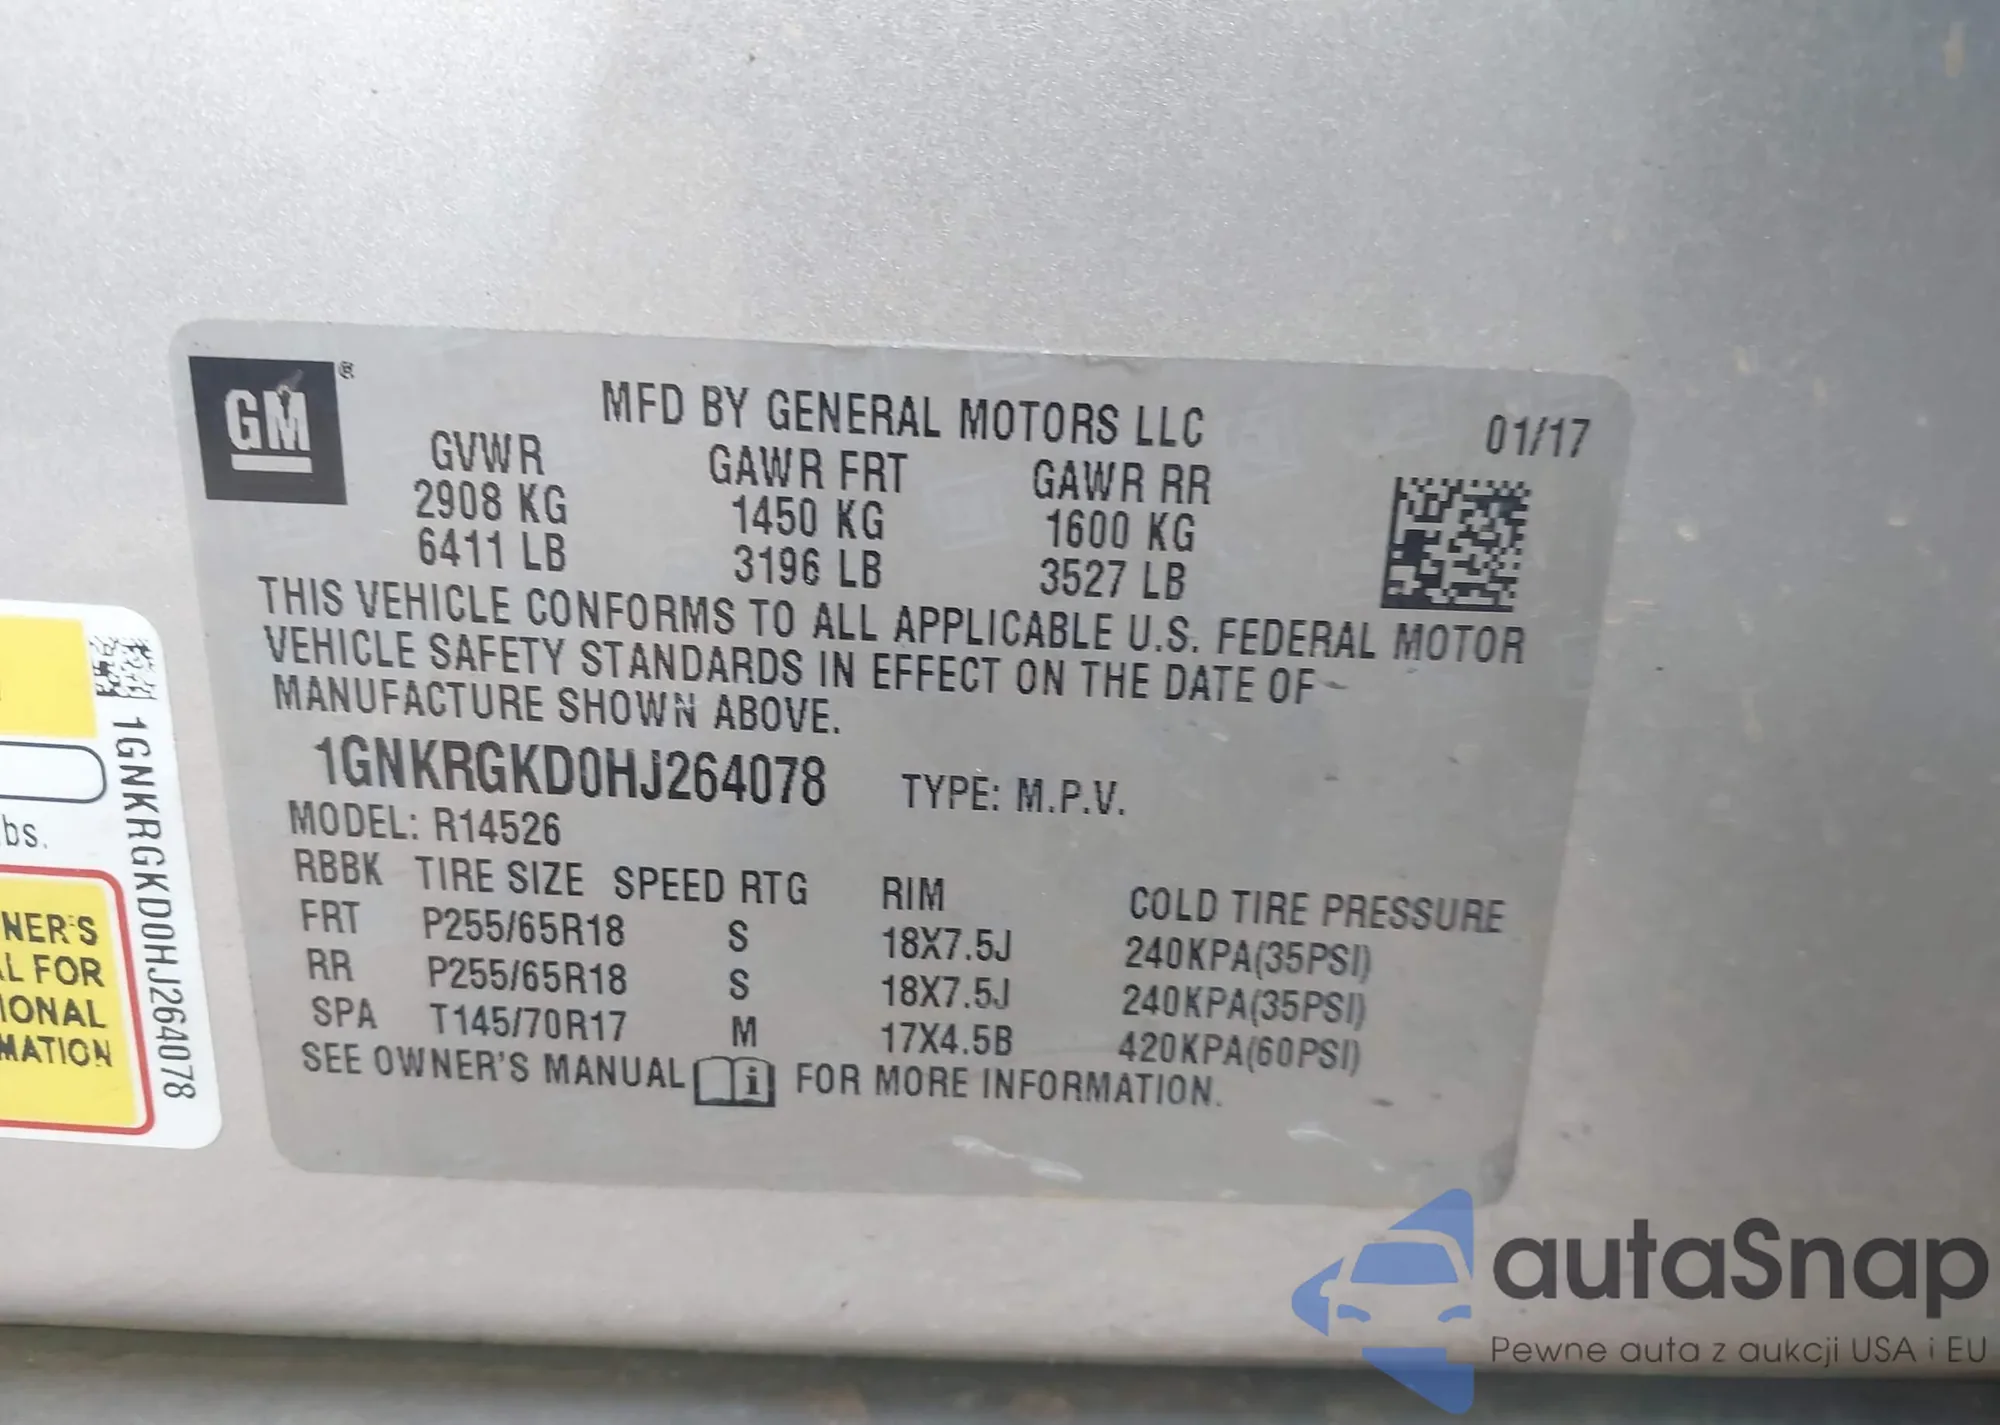 GM ®
MFD BY GENERAL MOTORS LLC 01/17
GVWR GAWR FRT GAWR RR
2908 KG 1450 KG 1600 KG
6411 LB 3196 LB 3527 LB
THIS VEHICLE CONFORMS TO ALL APPLICABLE U.S. FEDERAL MOTOR
VEHICLE SAFETY STANDARDS IN EFFECT ON THE DATE OF
MANUFACTURE SHOWN ABOVE.
1GNKRGKD0HJ264078 TYPE: M.P.V.
MODEL: R14526
RBBK TIRE SIZE SPEED RTG RIM COLD TIRE PRESSURE
FRT P255/65R18 S 18X7.5J 240KPA(35PSI)
RR P255/65R18 S 18X7.5J 240KPA(35PSI)
SPA T145/70R17 M 17X4.5B 420KPA(60PSI)
SEE OWNER'S MANUAL i FOR MORE INFORMATION.
1GNKRGKD0HJ264078
bs.
NER'S
L FOR
IONAL
MATION
autaSnap
Pewne auta z aukcji USA i EU